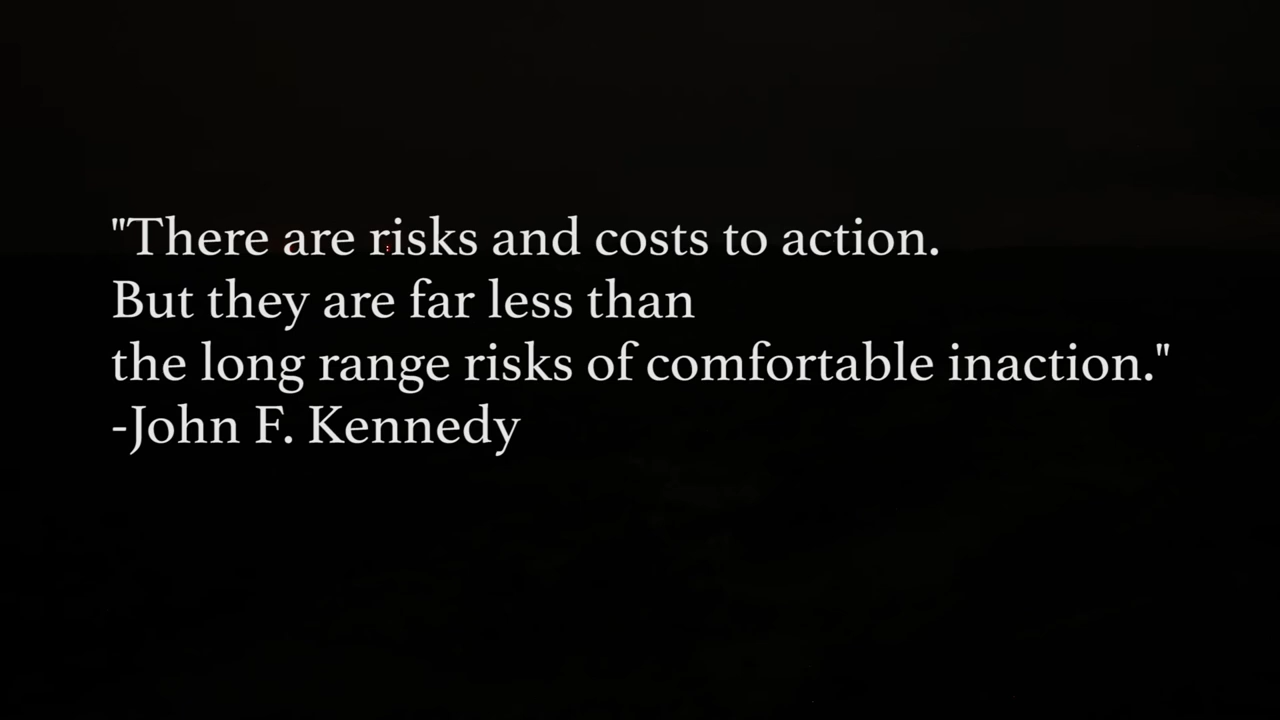 "There are risks and costs to action.
But they are far less than
the long range risks of comfortable inaction."
-John F. Kennedy